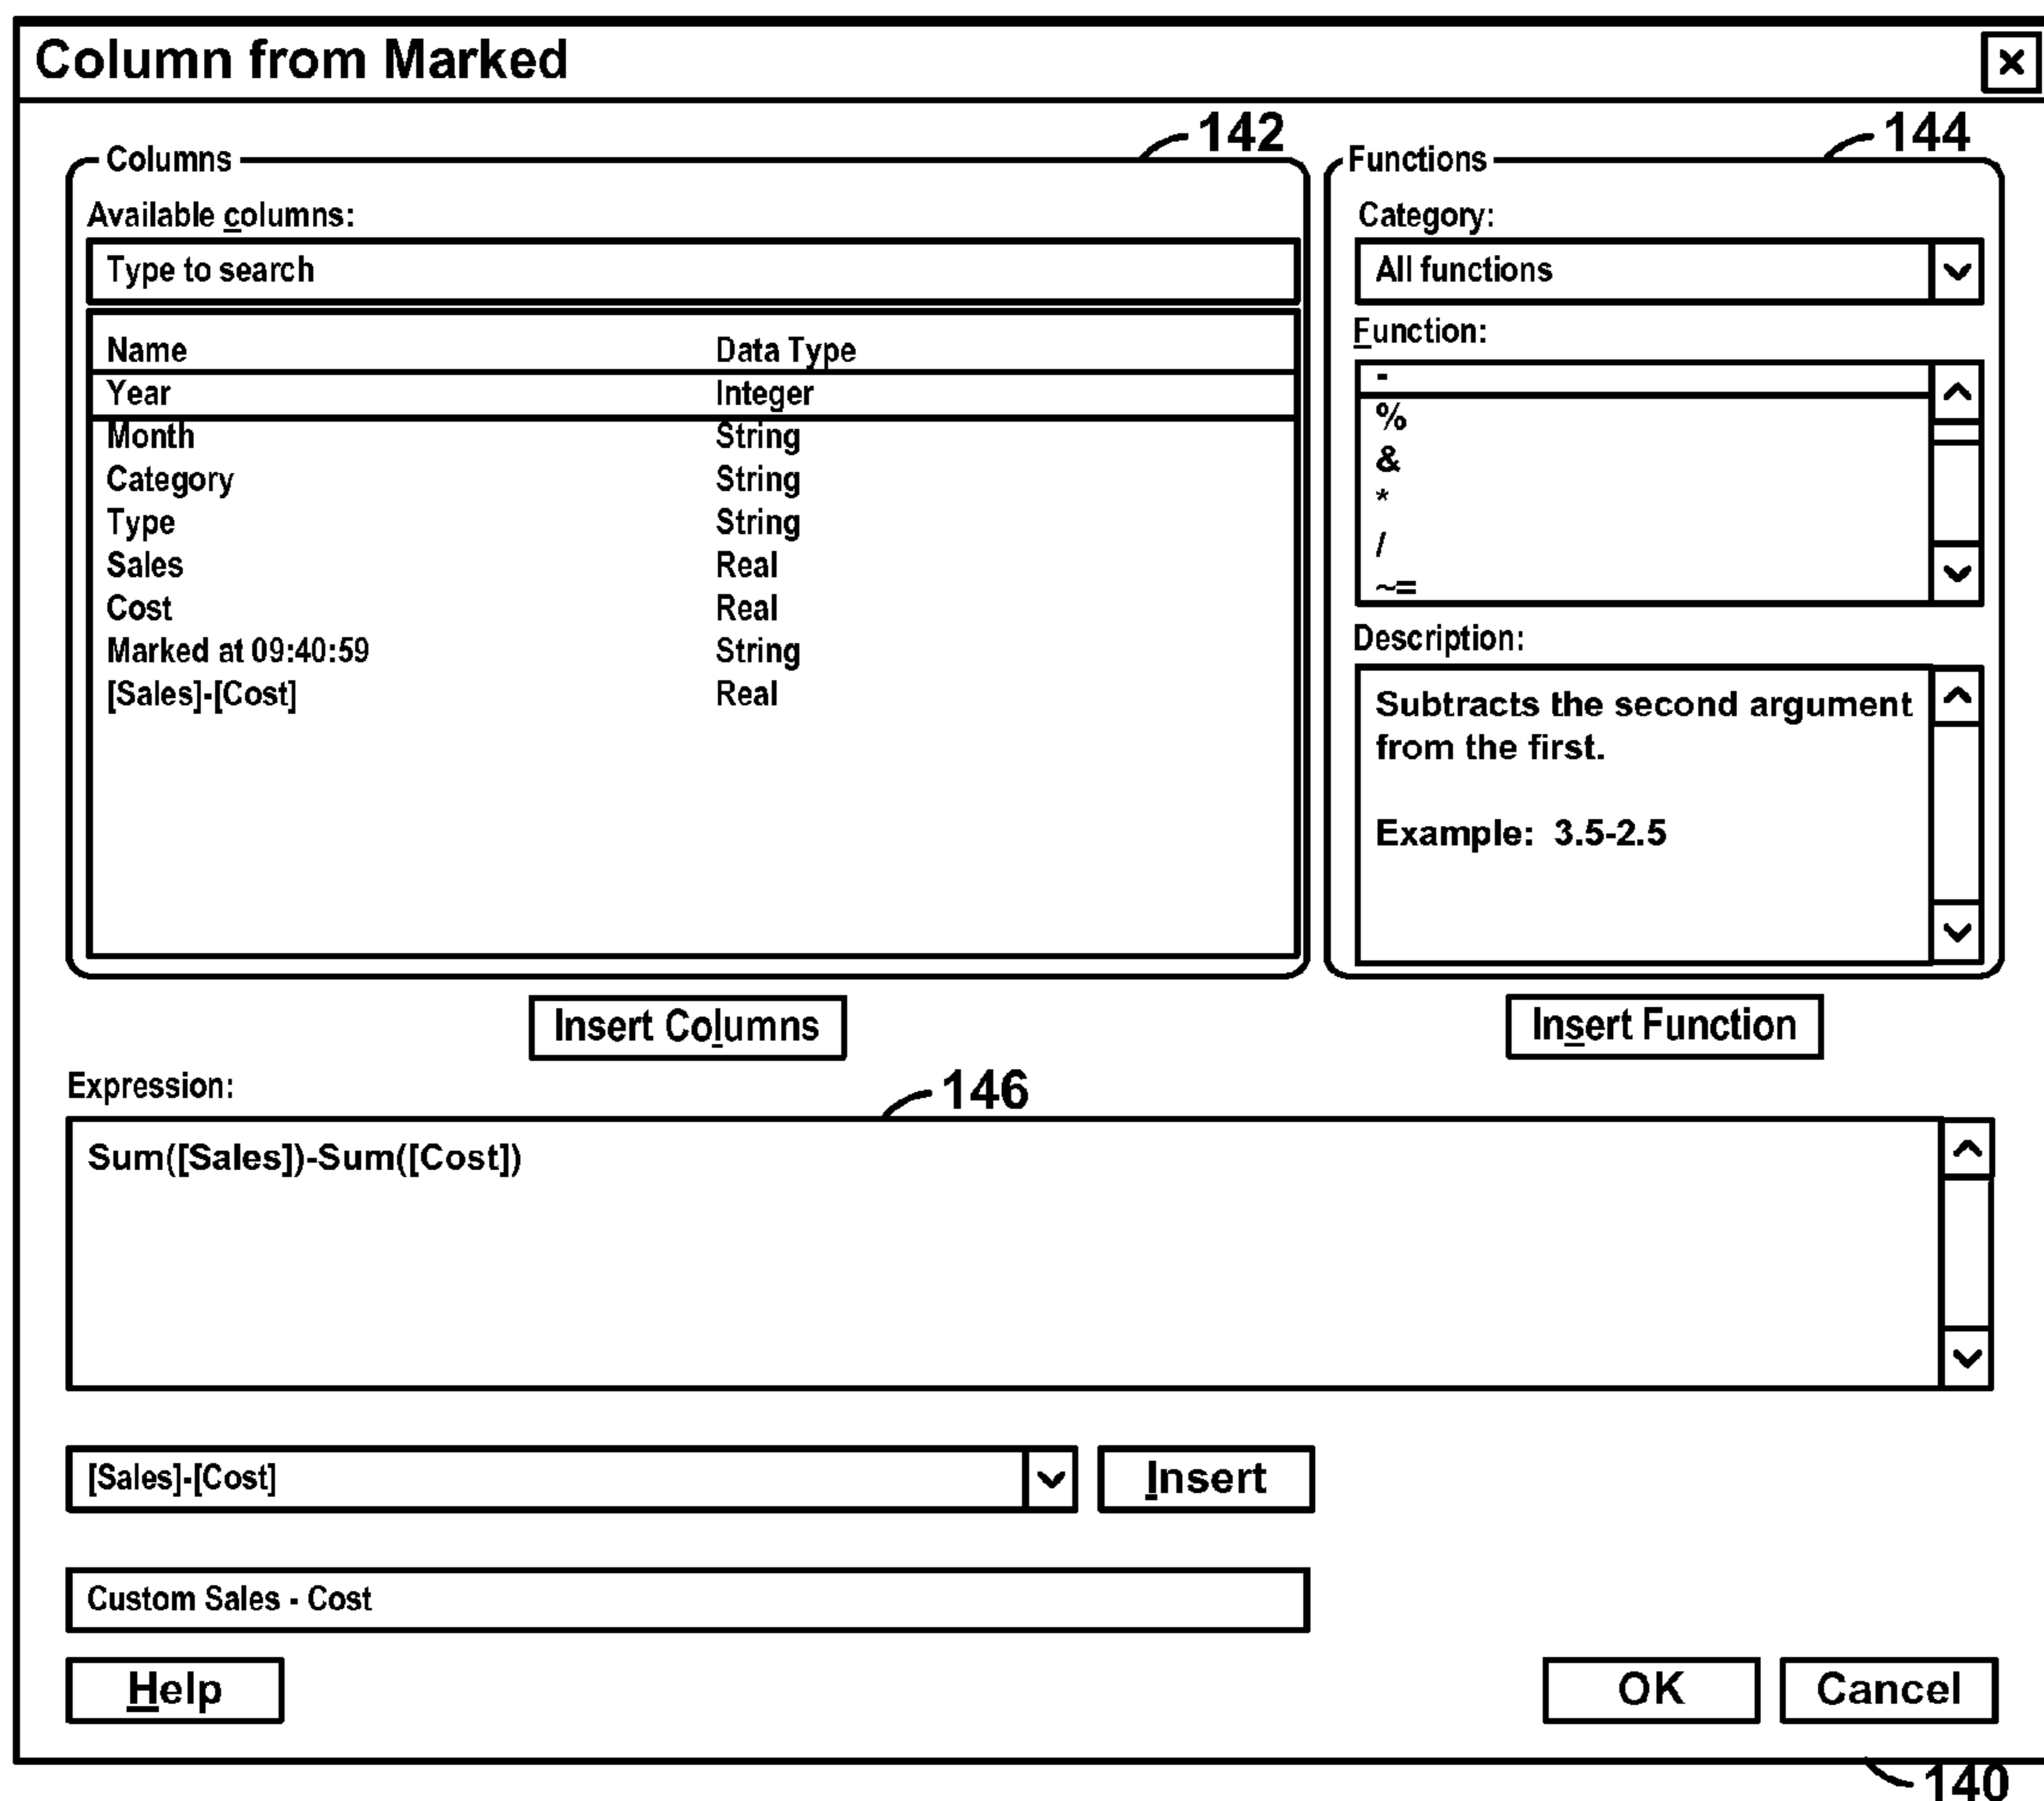 Column from Marked
×
142
144
Columns
Functions
Available columns:
Category:
Type to search
All functions
Function:
Name Data Type
Year Integer
Month String
Category String
Type String
Sales Real
Cost Real
Marked at 09:40:59 String
[Sales]-[Cost] Real
-
%
&
*
/
~=
Description:
Subtracts the second argument
from the first.
Example: 3.5-2.5
Insert Columns
Insert Function
Expression:
146
Sum([Sales])-Sum([Cost])
[Sales]-[Cost]
Insert
Custom Sales - Cost
Help
OK
Cancel
140